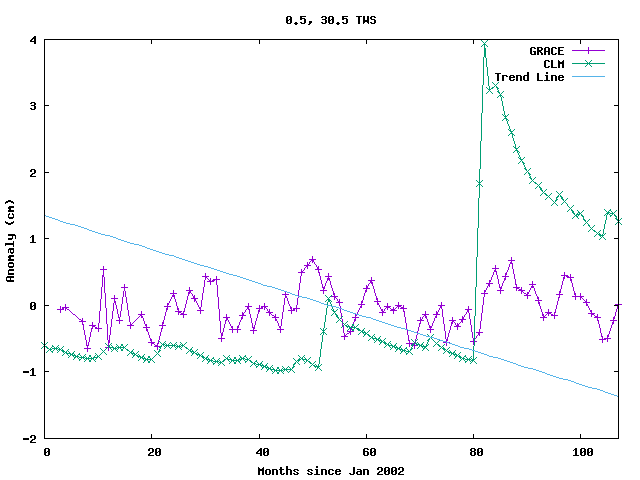 0.5, 30.5 TWS
GRACE
CLM
Trend Line
4
3
2
1
0
-1
-2
Anomaly (cm)
0 20 40 60 80 100
Months since Jan 2002